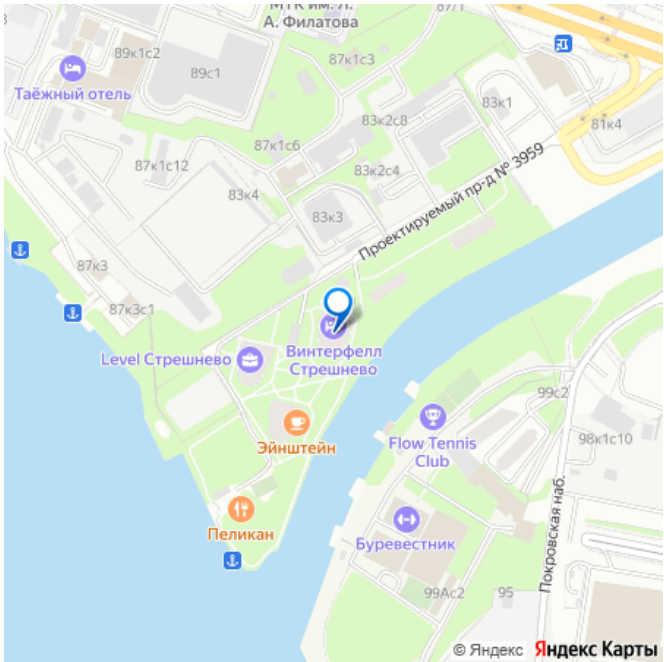 МТК им. Л.
А. Филатова
87/1
89к1с2
87к1с3
89с1
Таёжный отель
83к1
83к2с8
81к4
87к1с6
87к1с12
83к2с4
Проектируемый пр-д № 3959
83к4
83к3
87к3
87к3с1
Level Стрешнево
Винтерфелл
Стрешнево
99с2
Эйнштейн
Flow Tennis
Club
98к1с10
Пеликан
Буревестник
Покровская наб.
99Ас2
95
© Яндекс Яндекс Карты